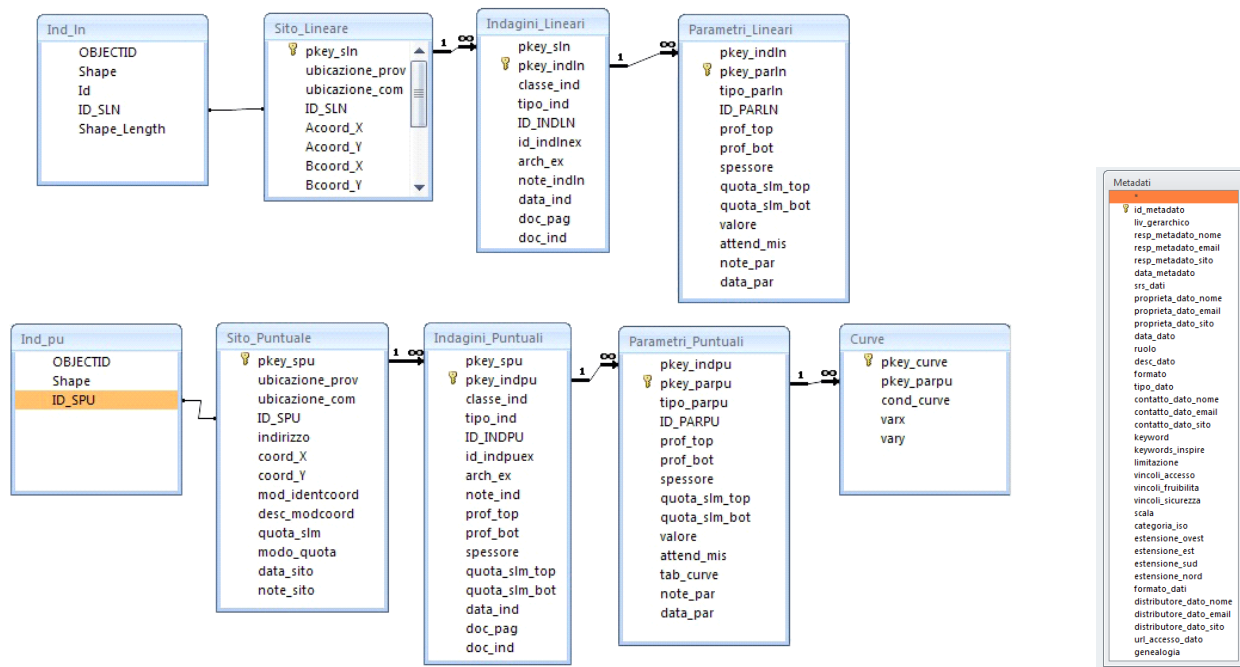 Ind_ln
OBJECTID
Shape
Id
ID_SLN
Shape_Length
Sito_Lineare
pkey_sln
ubicazione_prov
ubicazione_com
ID_SLN
Acoord_X
Acoord_Y
Bcoord_X
Bcoord_Y
1
∞
Indagini_Lineari
pkey_sln
pkey_indln
classe_ind
tipo_ind
ID_INDLN
id_indlnex
arch_ex
note_indln
data_ind
doc_pag
doc_ind
1
∞
Parametri_Lineari
pkey_indln
pkey_parln
tipo_parln
ID_PARLN
prof_top
prof_bot
spessore
quota_slm_top
quota_slm_bot
valore
attend_mis
note_par
data_par
Ind_pu
OBJECTID
Shape
ID_SPU
Sito_Puntuale
pkey_spu
ubicazione_prov
ubicazione_com
ID_SPU
indirizzo
coord_X
coord_Y
mod_identcoord
desc_modcoord
quota_slm
modo_quota
data_sito
note_sito
1
∞
Indagini_Puntuali
pkey_spu
pkey_indpu
classe_ind
tipo_ind
ID_INDPU
id_indpuex
arch_ex
note_ind
prof_top
prof_bot
spessore
quota_slm_top
quota_slm_bot
data_ind
doc_pag
doc_ind
1
∞
Parametri_Puntuali
pkey_indpu
pkey_parpu
tipo_parpu
ID_PARPU
prof_top
prof_bot
spessore
quota_slm_top
quota_slm_bot
valore
attend_mis
tab_curve
note_par
data_par
1
∞
Curve
pkey_curve
pkey_parpu
cond_curve
varx
vary
Metadati
*
id_metadato
liv_gerarchico
resp_metadato_nome
resp_metadato_email
resp_metadato_sito
data_metadato
srs_dati
proprieta_dato_nome
proprieta_dato_email
proprieta_dato_sito
data_dato
ruolo
desc_dato
formato
tipo_dato
contatto_dato_nome
contatto_dato_email
contatto_dato_sito
keyword
keywords_inspire
limitazione
vincoli_accesso
vincoli_fruibilita
vincoli_sicurezza
scala
categoria_iso
estensione_ovest
estensione_est
estensione_sud
estensione_nord
formato_dati
distributore_dato_nome
distributore_dato_email
distributore_dato_sito
url_accesso_dato
genealogia